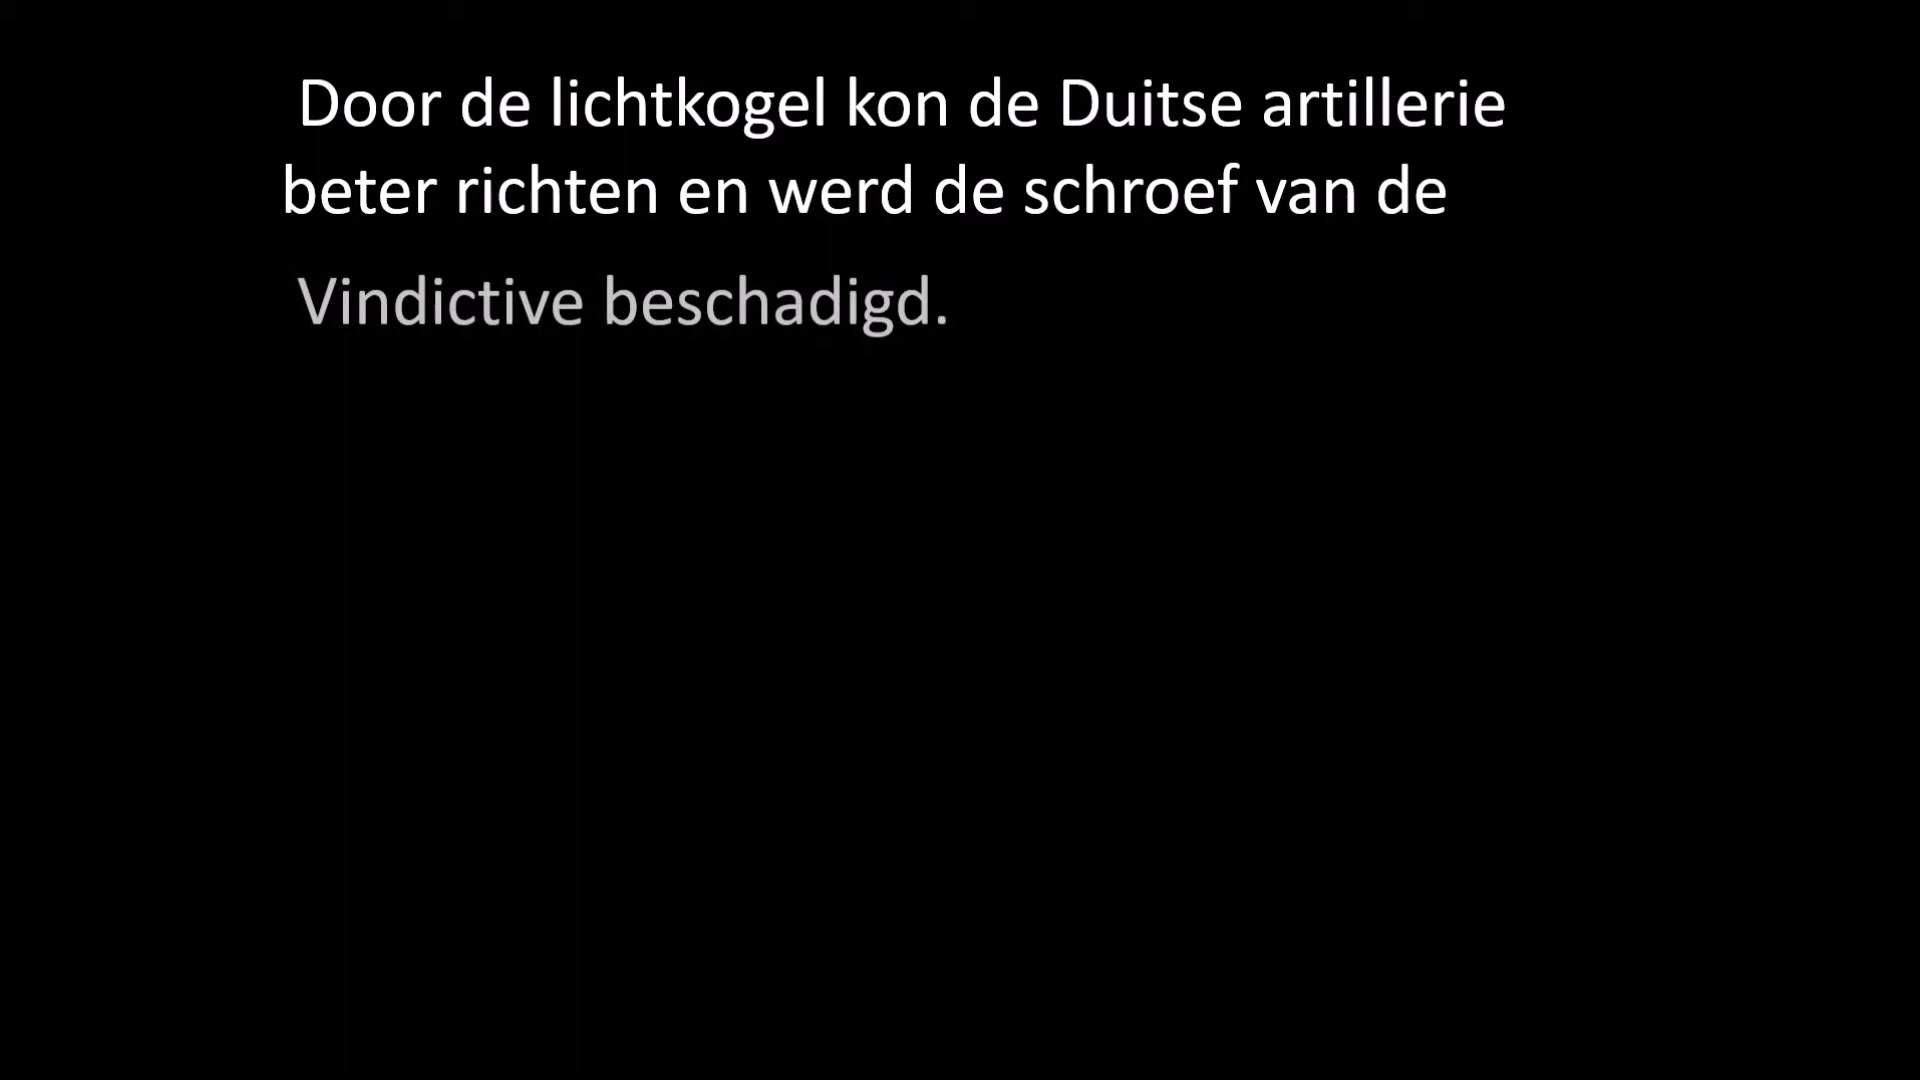 Door de lichtkogel kon de Duitse artillerie
beter richten en werd de schroef van de
Vindictive beschadigd.